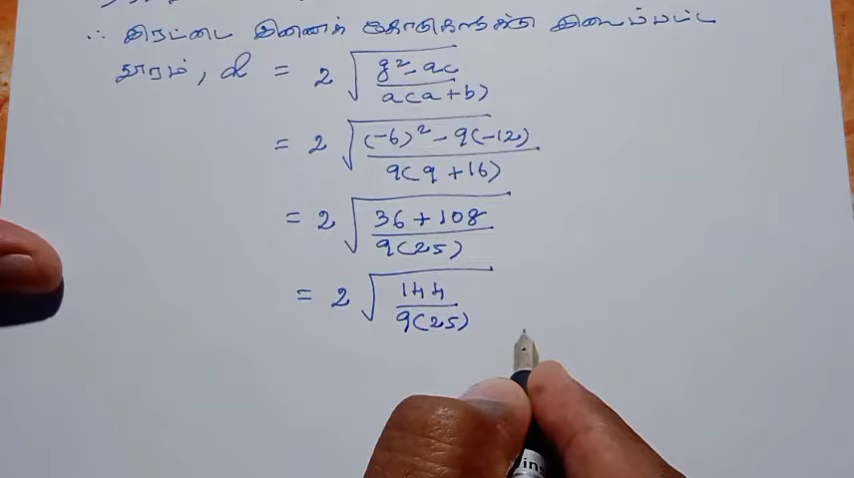 ∴ இரட்டை இணைக் கோடுகளுக்கு இடைப்பட்ட
தூரம், d = 2 √((g² - ac)/(a(a+b)))
= 2 √(((-6)² - 9(-12))/(9(9+16)))
= 2 √((36+108)/(9(25)))
= 2 √(144/(9(25)))